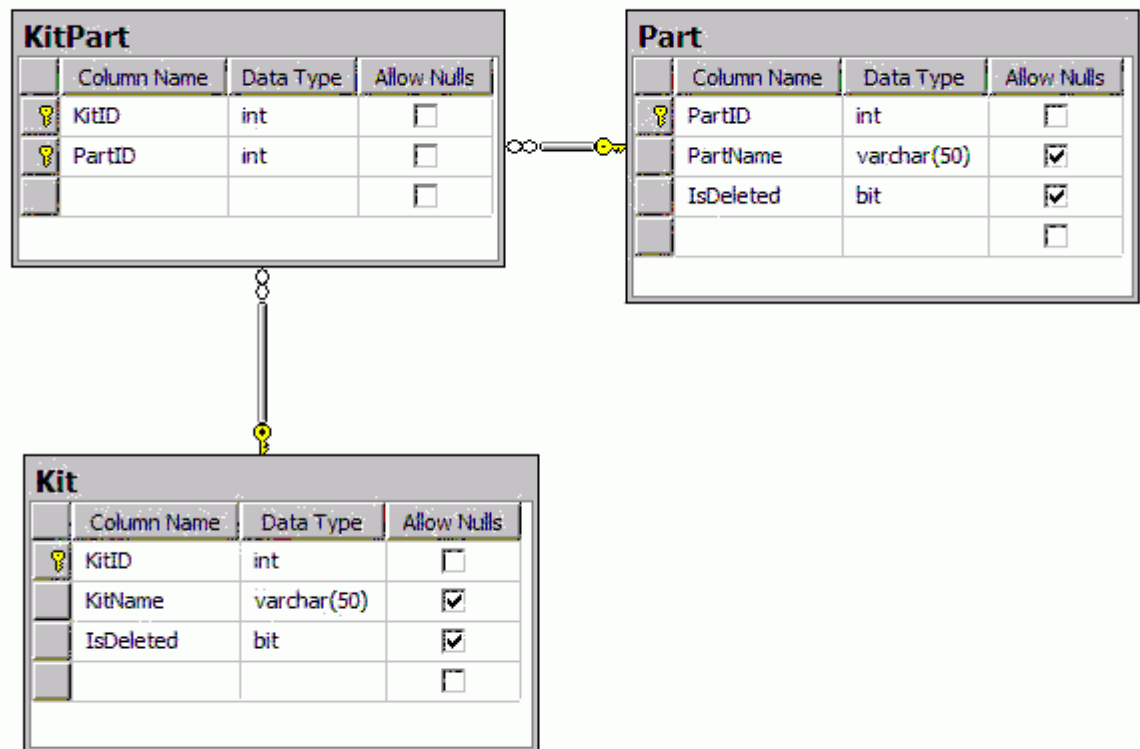 KitPart
Column Name Data Type Allow Nulls
KitID int
PartID int
Part
Column Name Data Type Allow Nulls
PartID int
PartName varchar(50)
IsDeleted bit
Kit
Column Name Data Type Allow Nulls
KitID int
KitName varchar(50)
IsDeleted bit